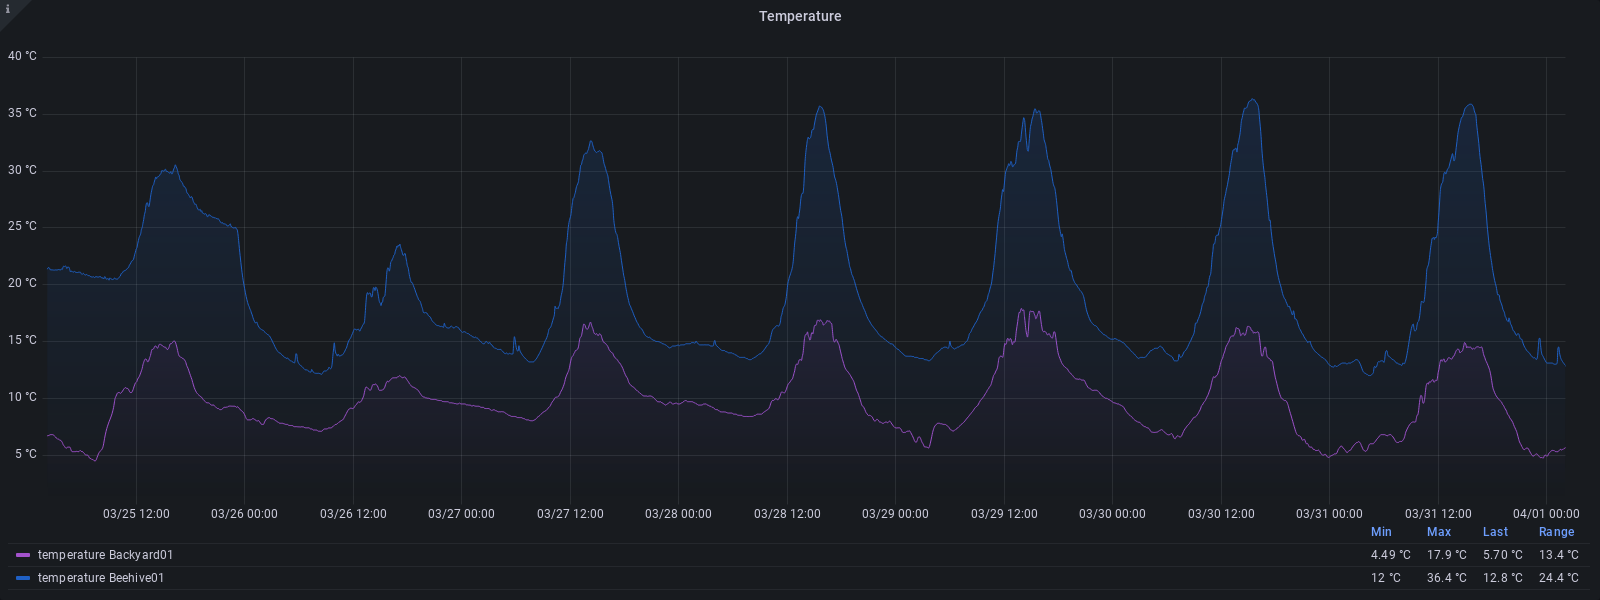 i
Temperature
40 °C
35 °C
30 °C
25 °C
20 °C
15 °C
10 °C
5 °C
03/25 12:00 03/26 00:00 03/26 12:00 03/27 00:00 03/27 12:00 03/28 00:00 03/28 12:00 03/29 00:00 03/29 12:00 03/30 00:00 03/30 12:00 03/31 00:00 03/31 12:00 04/01 00:00
Min Max Last Range
temperature Backyard01 4.49 °C 17.9 °C 5.70 °C 13.4 °C
temperature Beehive01 12 °C 36.4 °C 12.8 °C 24.4 °C